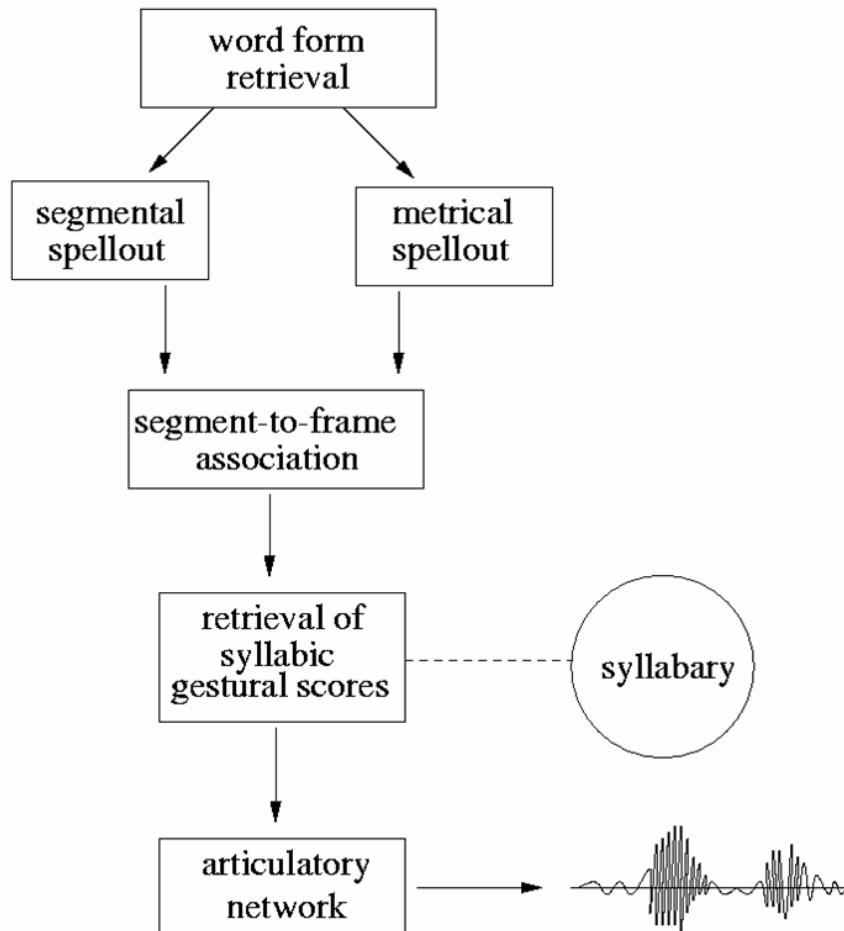 word form
retrieval
segmental
spellout
metrical
spellout
segment-to-frame
association
retrieval of
syllabic
gestural scores
syllabary
articulatory
network